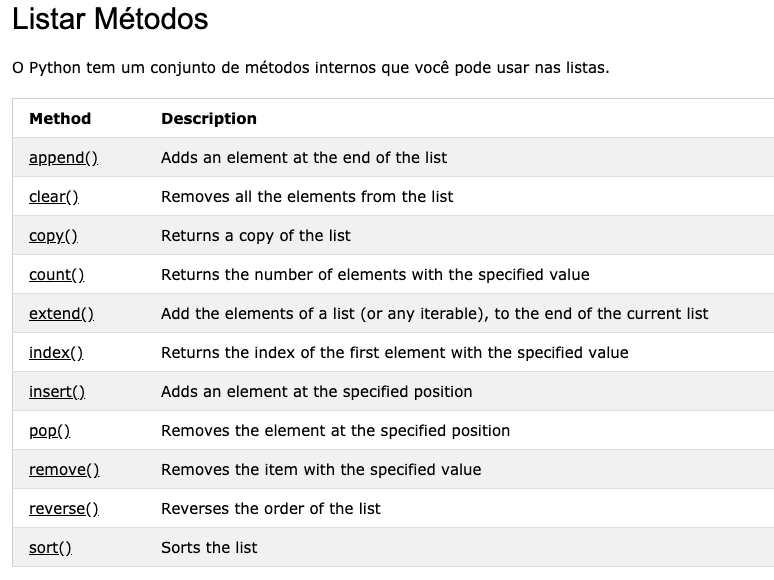 Listar Métodos
O Python tem um conjunto de métodos internos que você pode usar nas listas.
Method Description
append() Adds an element at the end of the list
clear() Removes all the elements from the list
copy() Returns a copy of the list
count() Returns the number of elements with the specified value
extend() Add the elements of a list (or any iterable), to the end of the current list
index() Returns the index of the first element with the specified value
insert() Adds an element at the specified position
pop() Removes the element at the specified position
remove() Removes the item with the specified value
reverse() Reverses the order of the list
sort() Sorts the list